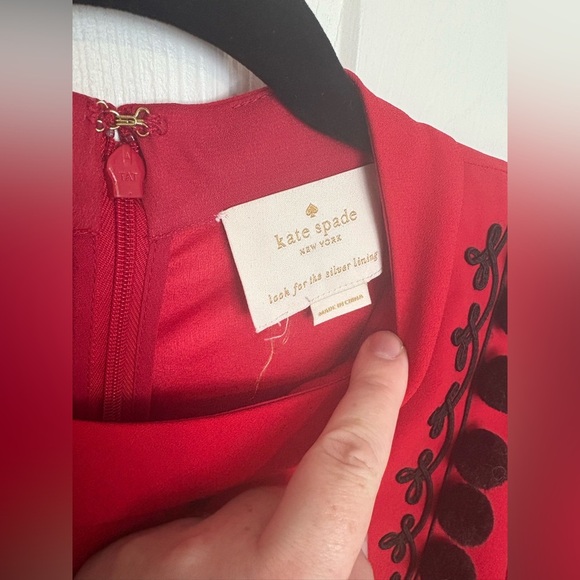 kate spade
NEW YORK
look for the silver lining
MADE IN CHINA